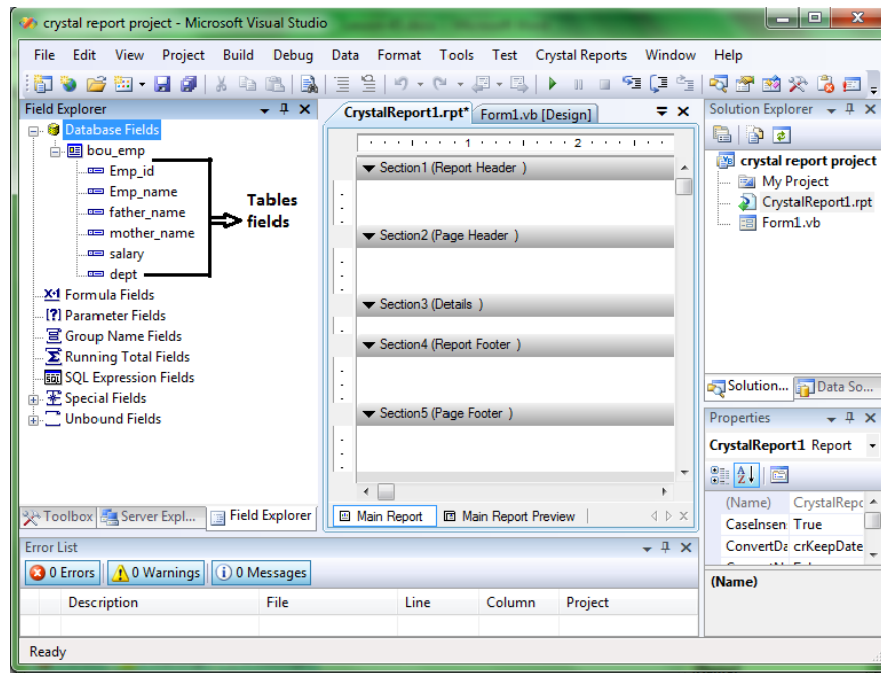 crystal report project - Microsoft Visual Studio
File Edit View Project Build Debug Data Format Tools Test Crystal Reports Window Help
Field Explorer
Database Fields
bou_emp
Emp_id
Emp_name
father_name
mother_name
salary
dept
Tables
fields
Formula Fields
Parameter Fields
Group Name Fields
Running Total Fields
SQL Expression Fields
Special Fields
Unbound Fields
Toolbox Server Expl... Field Explorer
CrystalReport1.rpt* Form1.vb [Design]
1 2
Section1 (Report Header )
Section2 (Page Header )
Section3 (Details )
Section4 (Report Footer )
Section5 (Page Footer )
Main Report Main Report Preview
Solution Explorer
crystal report project
My Project
CrystalReport1.rpt
Form1.vb
Solution... Data So...
Properties
CrystalReport1 Report
(Name) CrystalRepc
CaseInsen True
ConvertDa crKeepDate
(Name)
Error List
0 Errors 0 Warnings 0 Messages
Description File Line Column Project
Ready